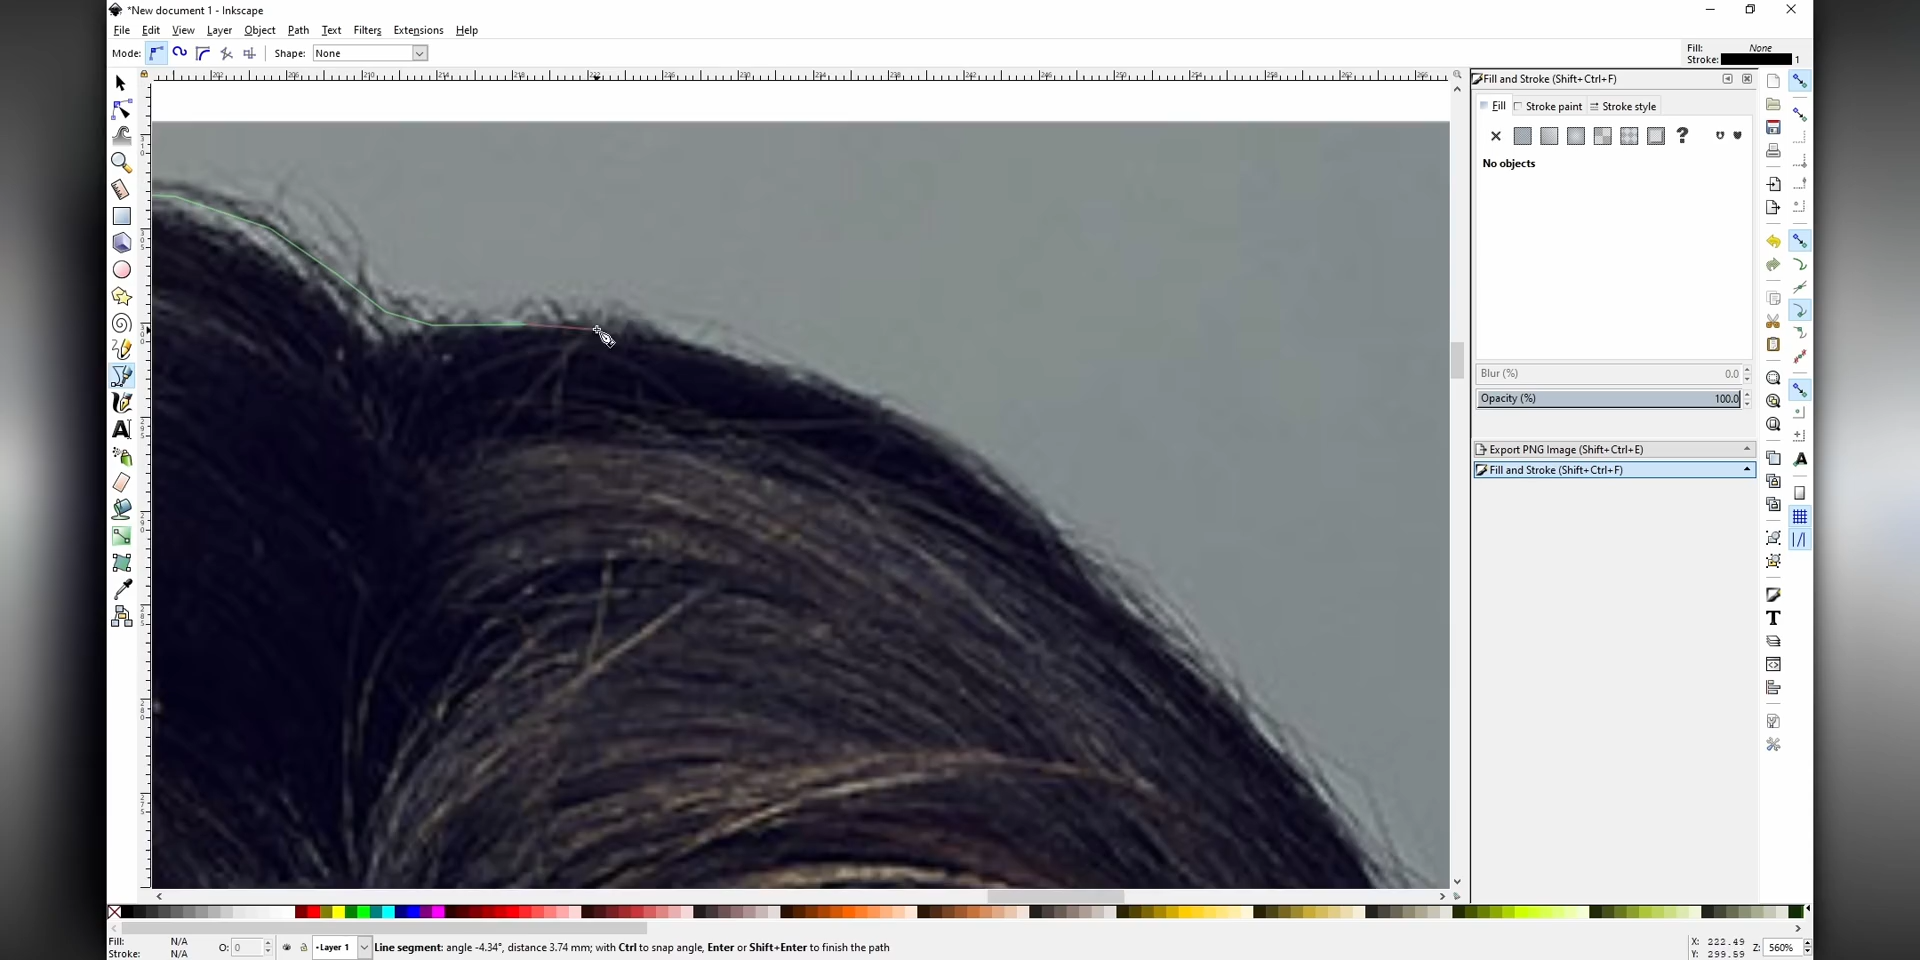 *New document 1 - Inkscape
File Edit View Layer Object Path Text Filters Extensions Help
Mode: Shape: None
Fill: None
Stroke: 1
Fill and Stroke (Shift+Ctrl+F)
Fill Stroke paint Stroke style
No objects
Blur (%) 0.0
Opacity (%) 100.0
Export PNG Image (Shift+Ctrl+E)
Fill and Stroke (Shift+Ctrl+F)
Fill: N/A
Stroke: N/A
O: 0
Layer 1
Line segment: angle -4.34°, distance 3.74 mm; with Ctrl to snap angle, Enter or Shift+Enter to finish the path
X: 222.49
Y: 299.59
Z: 560%